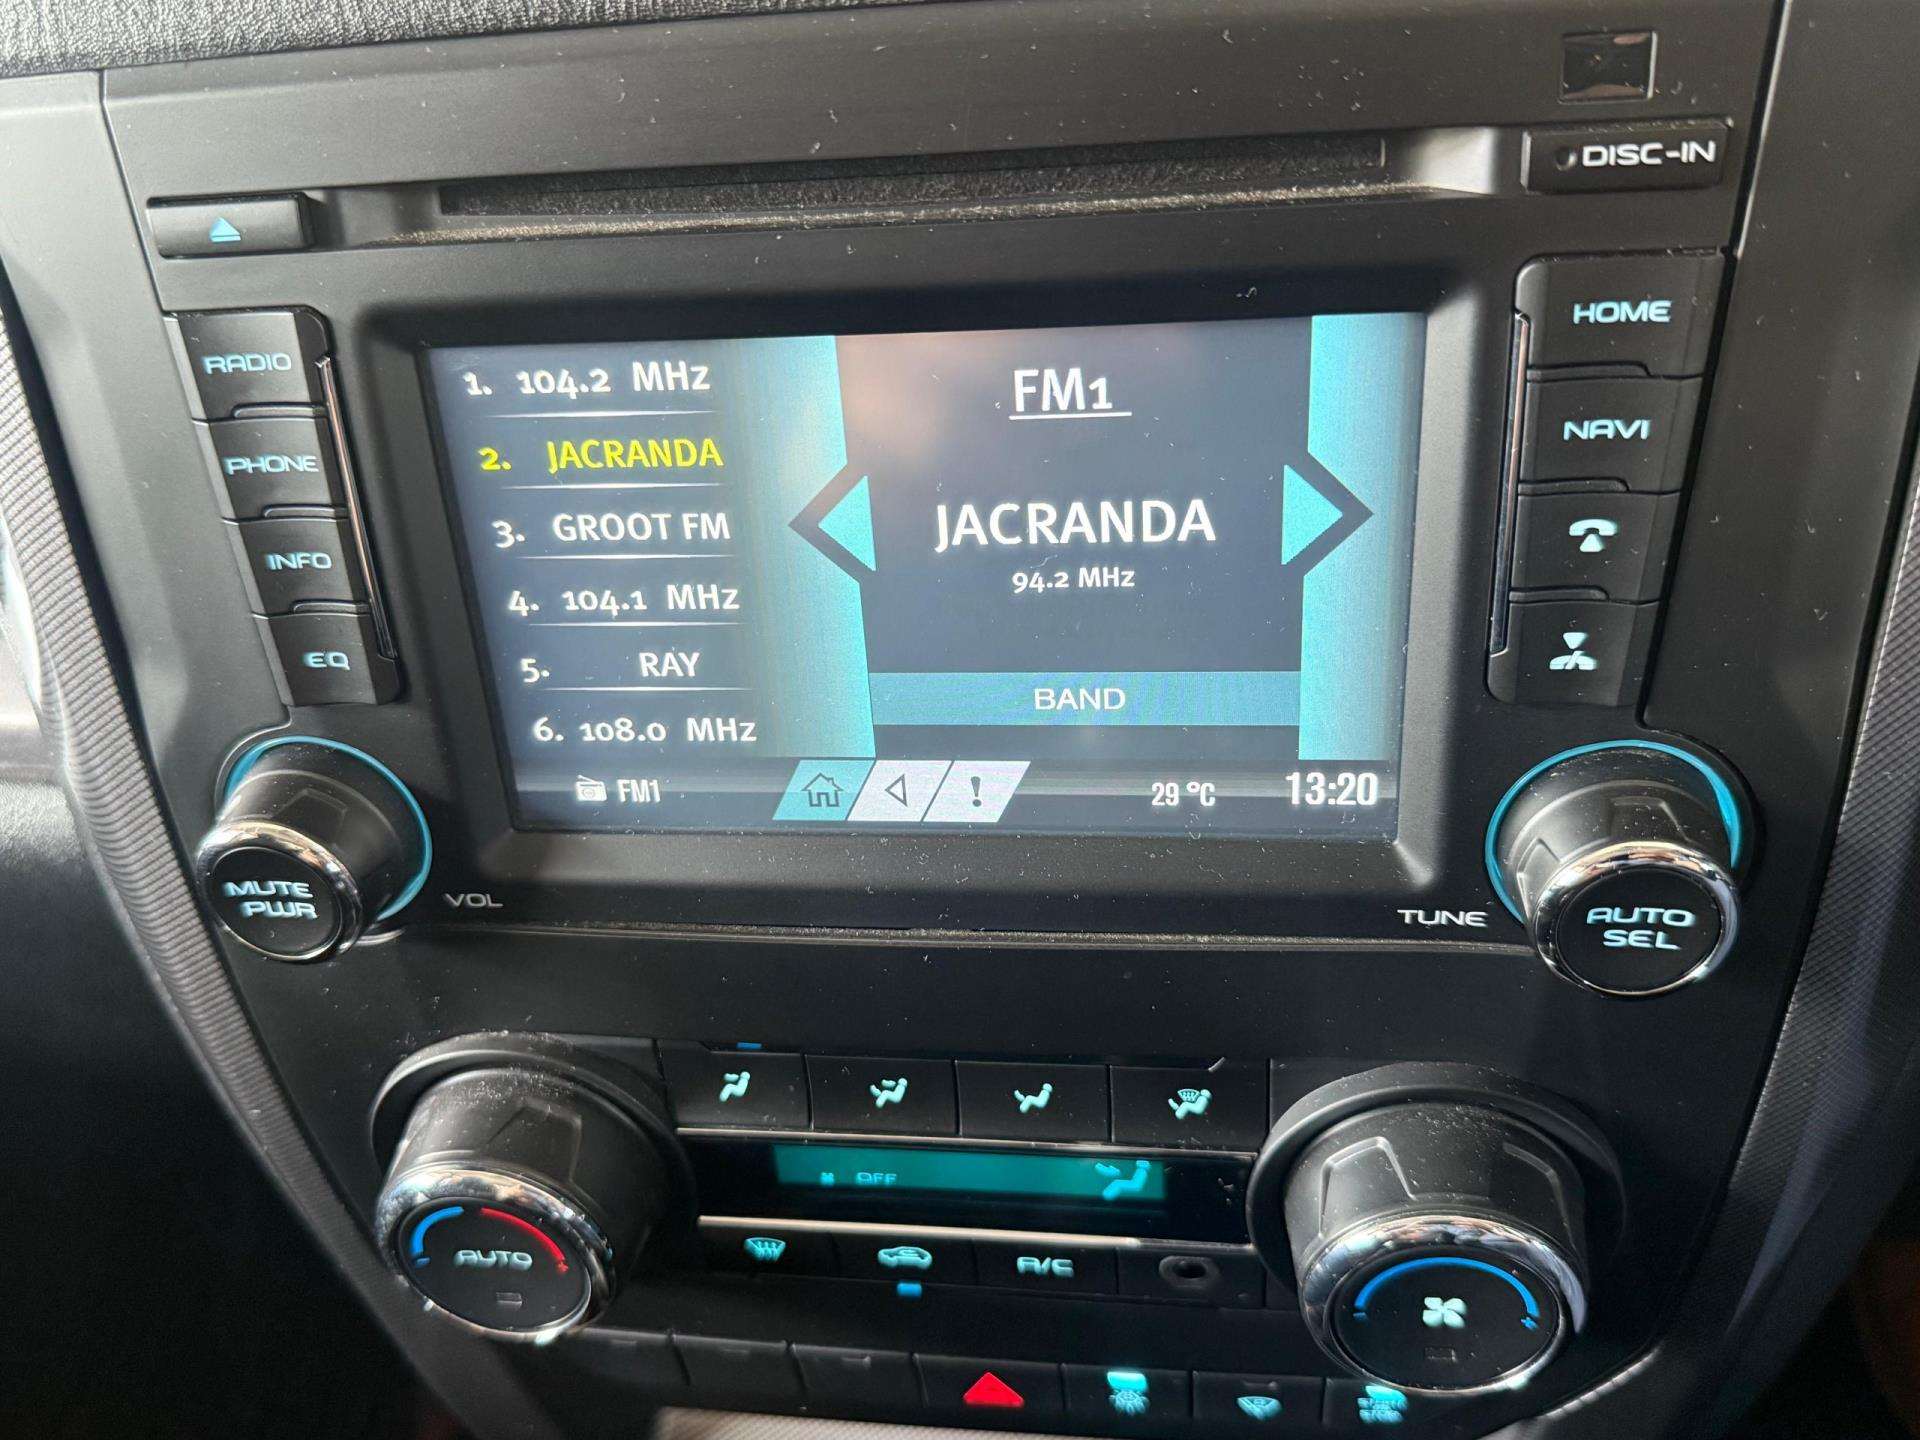 DISC-IN
RADIO
PHONE
INFO
EQ
HOME
NAVI
1. 104.2 MHz
2. JACRANDA
3. GROOT FM
4. 104.1 MHz
5. RAY
6. 108.0 MHz
FM1
JACRANDA
94.2 MHz
BAND
FM1
!
29 °C
13:20
MUTE
PWR
VOL
TUNE
AUTO
SEL
OFF
AUTO
A/C